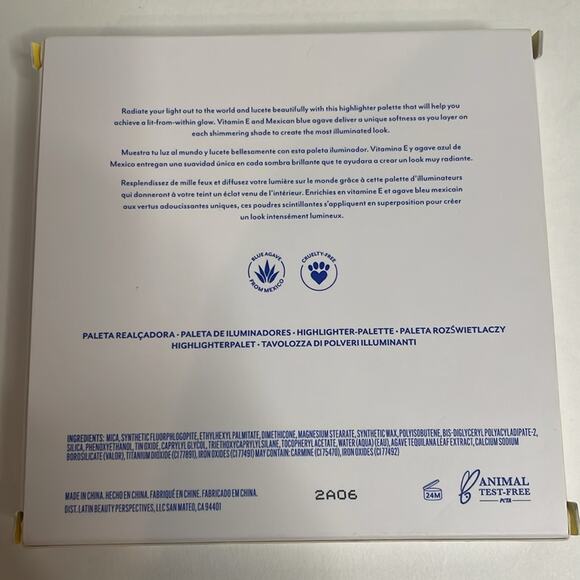 Radiate your light out to the world and lucete beautifully with this highlighter palette that will help you
achieve a lit-from-within glow. Vitamin E and Mexican blue agave deliver a unique softness as you layer on
each shimmering shade to create the most illuminated look.
Muestra tu luz al mundo y lucete bellesamente con esta paleta iluminador. Vitamina E y agave azul de
Mexico entregan una suavidad única en cada sombra brillante que te ayudara a crear un look muy radiante.
Resplendissez de mille feux et diffusez votre lumière sur le monde grâce à cette palette d'illuminateurs
qui donneront à votre teint un éclat venu de l'intérieur. Enrichies en vitamine E et agave bleu mexicain
aux vertus adoucissantes uniques, ces poudres scintillantes s'appliquent en superposition pour créer
un look intensément lumineux.
BLUE AGAVE
FROM MEXICO
CRUELTY-FREE
PALETA REALÇADORA • PALETA DE ILUMINADORES • HIGHLIGHTER-PALETTE • PALETA ROZŚWIETLACZY
HIGHLIGHTERPALET • TAVOLOZZA DI POLVERI ILLUMINANTI
INGREDIENTS: MICA, SYNTHETIC FLUORPHLOGOPITE, ETHYLHEXYL PALMITATE, DIMETHICONE, MAGNESIUM STEARATE, SYNTHETIC WAX, POLYISOBUTENE, BIS-DIGLYCERYL POLYACYLADIPATE-2,
SILICA, PHENOXYETHANOL, TIN OXIDE, CAPRYLYL GLYCOL, TRIETHOXYCAPRYLYLSILANE, TOCOPHERYL ACETATE, WATER (AQUA) (EAU), AGAVE TEQUILANA LEAF EXTRACT, CALCIUM SODIUM
BOROSILICATE (VALOR), TITANIUM DIOXIDE (CI 77891), IRON OXIDES (CI 77491) MAY CONTAIN: CARMINE (CI 75470), IRON OXIDES (CI 77492)
MADE IN CHINA. HECHO EN CHINA. FABRIQUÉ EN CHINE. FABRICADO EM CHINA.
DIST. LATIN BEAUTY PERSPECTIVES, LLC SAN MATEO, CA 94401
2A06
24M
ANIMAL
TEST-FREE
PETA